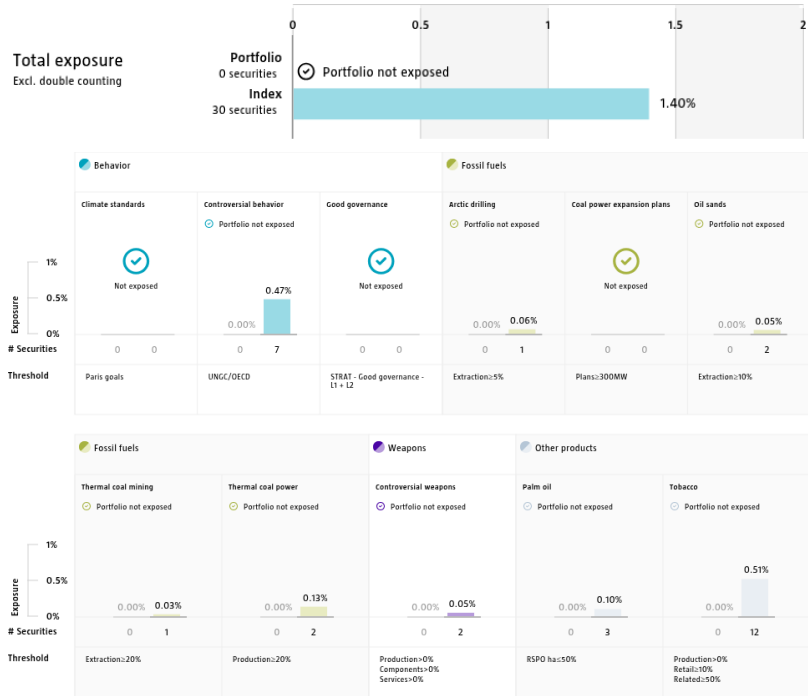 0 0.5 1 1.5 2
Total exposure
Excl. double counting
Portfolio
0 securities
Portfolio not exposed
Index
30 securities
1.40%
Behavior Fossil fuels
Climate standards Controversial behavior Good governance Arctic drilling Coal power expansion plans Oil sands
Portfolio not exposed Portfolio not exposed Portfolio not exposed
Not exposed Not exposed Not exposed
Exposure
1%
0.5%
0%
0.00% 0.47% 0.00% 0.06% 0.00% 0.05%
# Securities 0 0 0 7 0 0 0 1 0 0 0 2
Threshold Paris goals UNGC/OECD STRAT - Good governance - Extraction≥5% Plans≥300MW Extraction≥10%
L1 + L2
Fossil fuels Weapons Other products
Thermal coal mining Thermal coal power Controversial weapons Palm oil Tobacco
Portfolio not exposed Portfolio not exposed Portfolio not exposed Portfolio not exposed Portfolio not exposed
Exposure
1%
0.5%
0%
0.00% 0.03% 0.00% 0.13% 0.00% 0.05% 0.00% 0.10% 0.00% 0.51%
# Securities 0 1 0 2 0 2 0 3 0 12
Threshold Extraction≥20% Production≥20% Production>0% RSPO ha≤50% Production>0%
Components>0% Retail≥10%
Services>0% Related≥50%